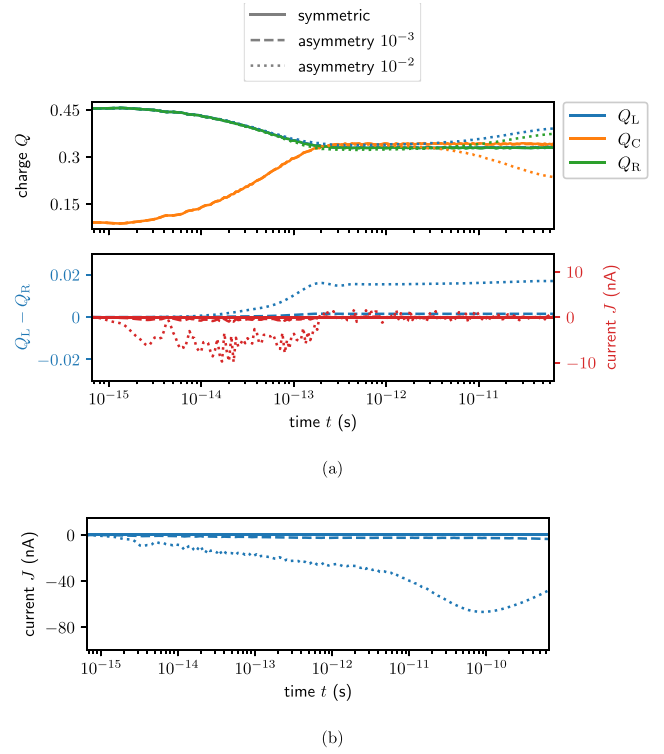 symmetric
asymmetry 10⁻³
asymmetry 10⁻²
charge Q
0.45
0.3
0.15
Q_L
Q_C
Q_R
Q_L − Q_R
0.02
0
−0.02
10
0
−10
current J (nA)
10⁻¹⁵ 10⁻¹⁴ 10⁻¹³ 10⁻¹² 10⁻¹¹
time t (s)
(a)
current J (nA)
0
−40
−80
10⁻¹⁵ 10⁻¹⁴ 10⁻¹³ 10⁻¹² 10⁻¹¹ 10⁻¹⁰
time t (s)
(b)